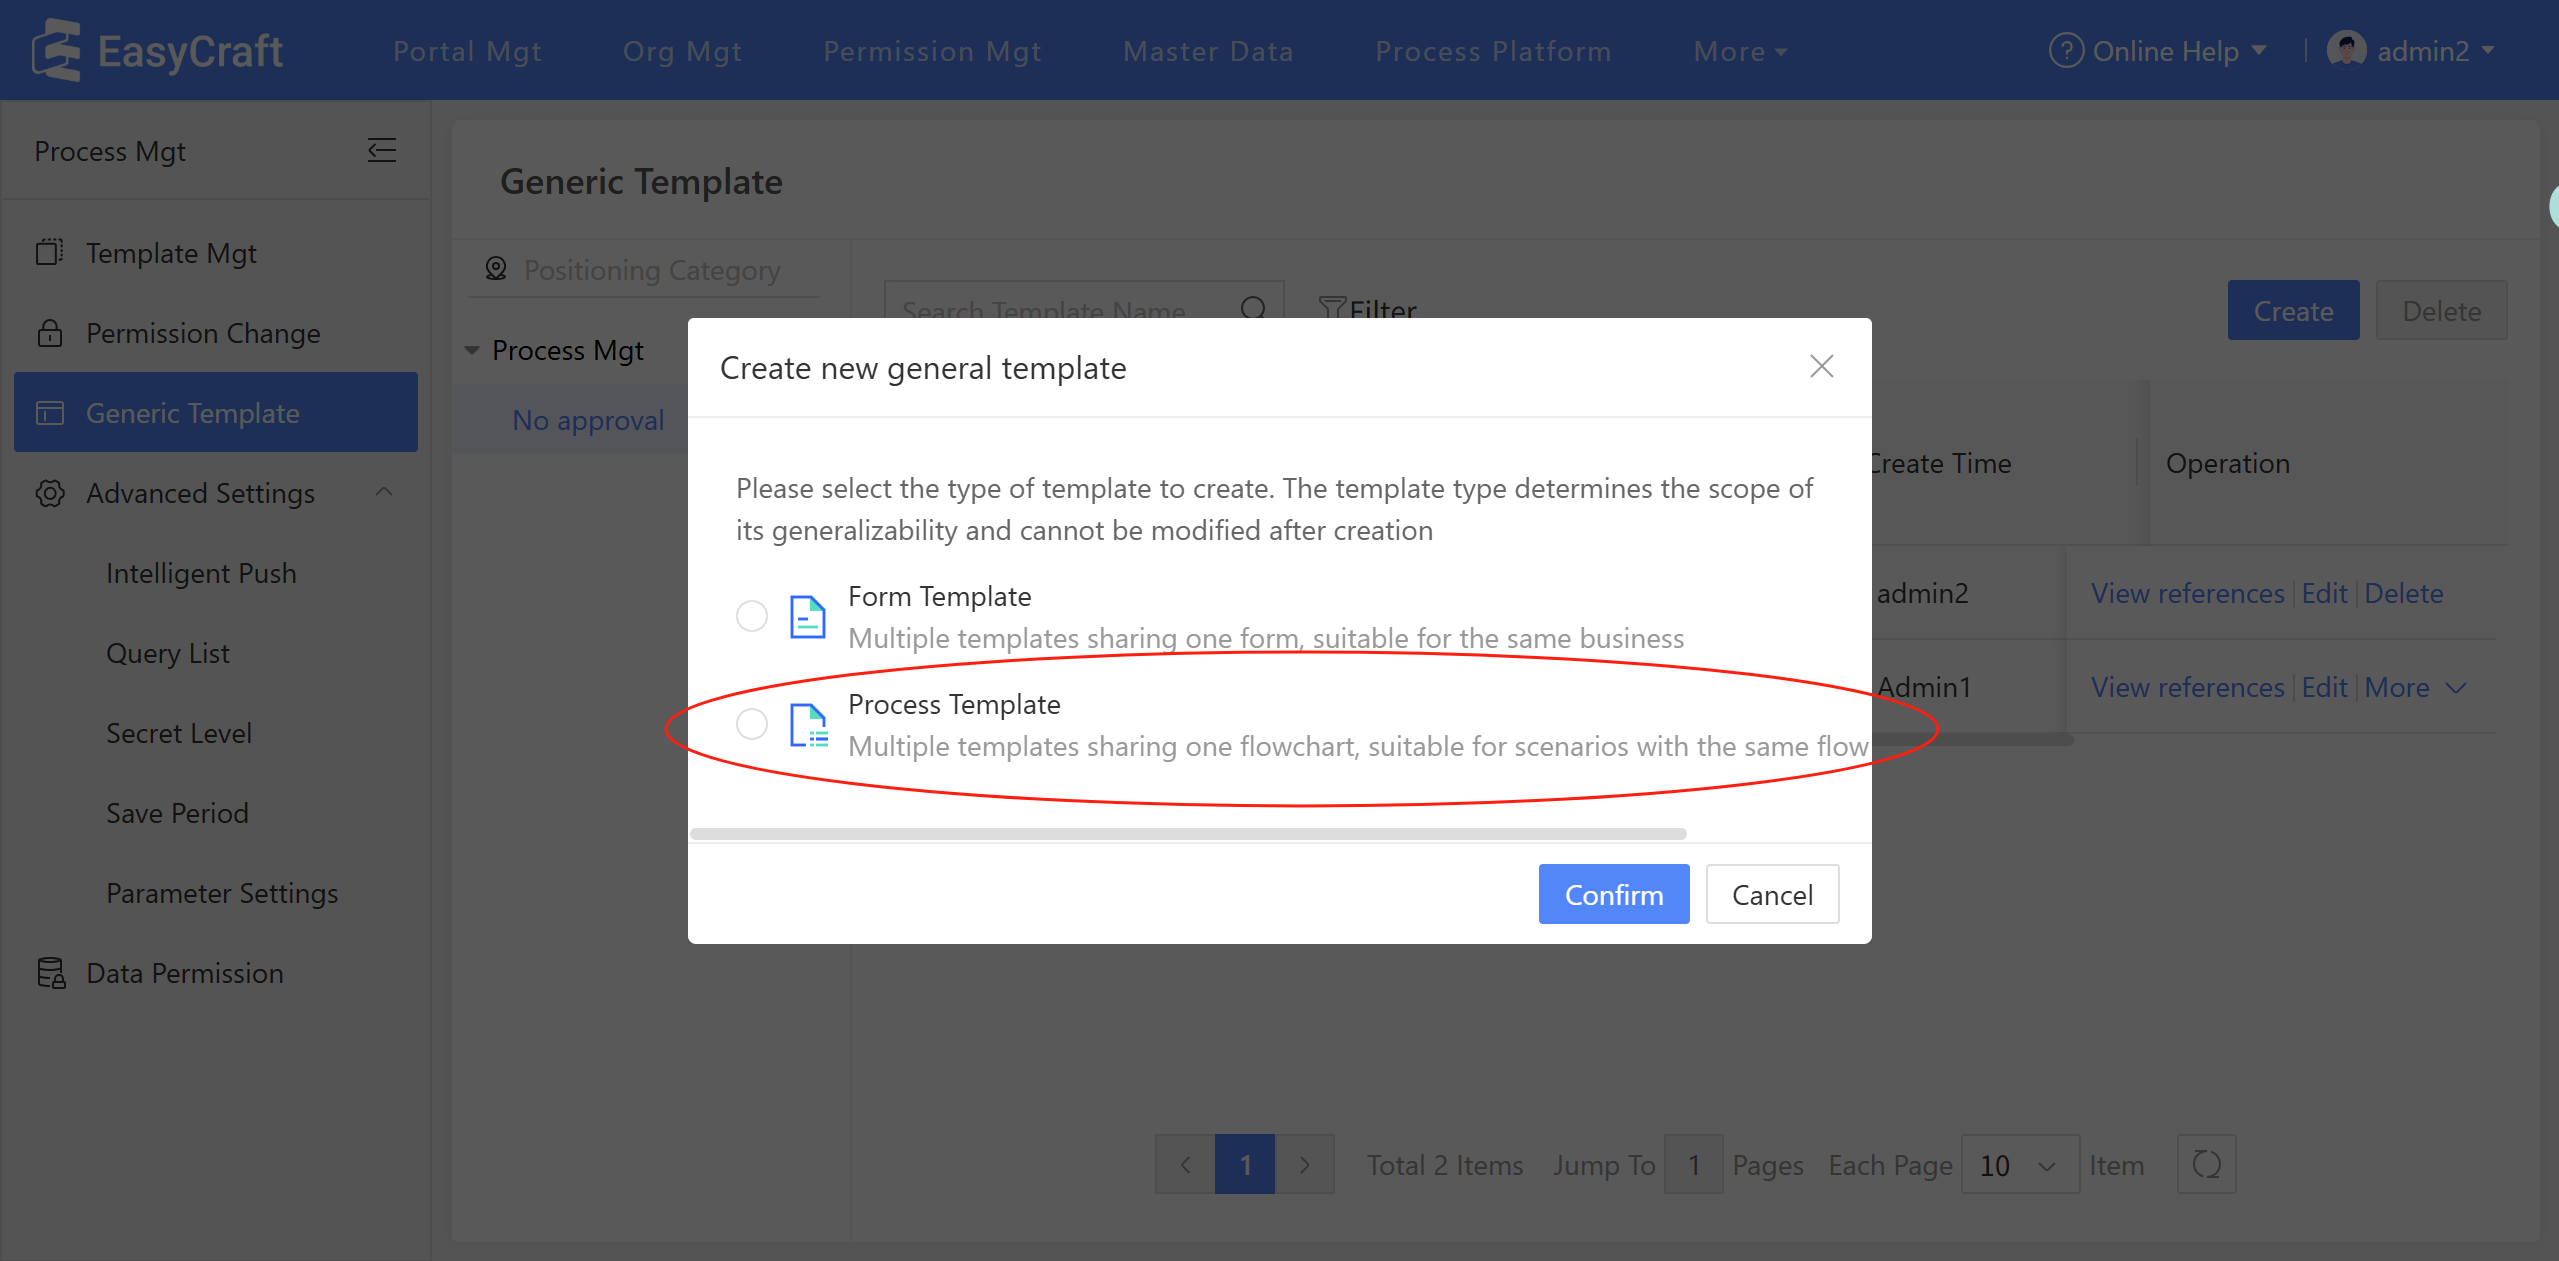 EasyCraft
Portal Mgt
Org Mgt
Permission Mgt
Master Data
Process Platform
More
Online Help
admin2
Process Mgt
Template Mgt
Permission Change
Generic Template
Advanced Settings
Intelligent Push
Query List
Secret Level
Save Period
Parameter Settings
Data Permission
Generic Template
Positioning Category
Process Mgt
No approval
Search Template Name
Filter
Create
Delete
Create Time
Operation
admin2
View references
Edit
Delete
Admin1
View references
Edit
More
Create new general template
Please select the type of template to create. The template type determines the scope of
its generalizability and cannot be modified after creation
Form Template
Multiple templates sharing one form, suitable for the same business
Process Template
Multiple templates sharing one flowchart, suitable for scenarios with the same flow
Confirm
Cancel
1
Total 2 Items
Jump To
1
Pages
Each Page
10
Item